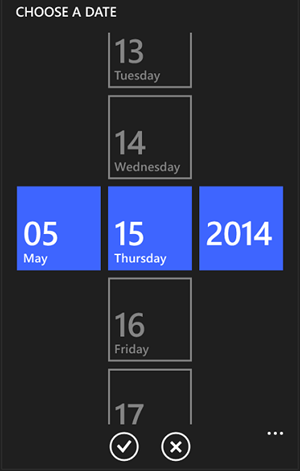 CHOOSE A DATE
13
Tuesday
14
Wednesday
05 15 2014
May Thursday
16
Friday
17